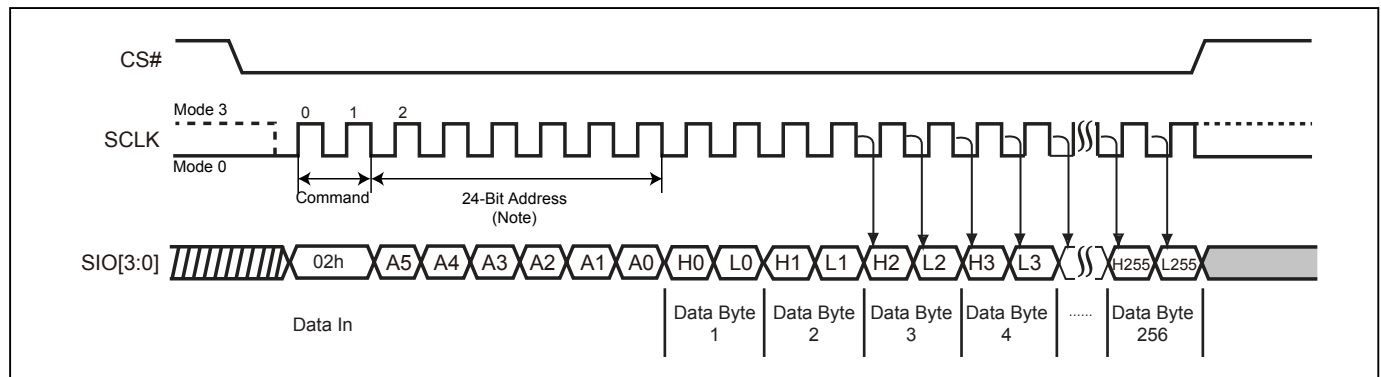 CS#
Mode 3
0 1 2
SCLK
Mode 0
Command
24-Bit Address
(Note)
SIO[3:0]
02h A5 A4 A3 A2 A1 A0 H0 L0 H1 L1 H2 L2 H3 L3 H255 L255
Data In
Data Byte 1
Data Byte 2
Data Byte 3
Data Byte 4
......
Data Byte 256